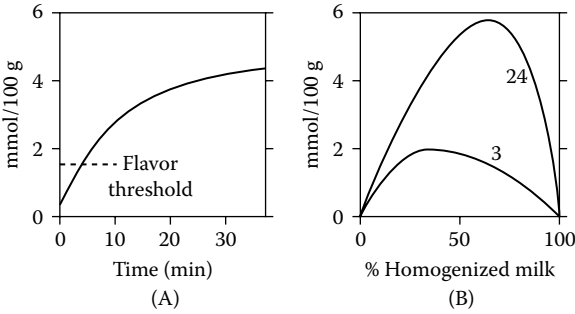 mmol/100 g
6
4
2
0
Flavor
threshold
0
10
20
30
Time (min)
(A)
mmol/100 g
6
4
2
0
24
3
0
50
100
% Homogenized milk
(B)